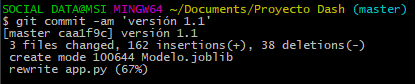 SOCIAL DATA@MSI MINGW64 ~/Documents/Proyecto Dash (master)
$ git commit -am 'versión 1.1'
[master caa1f9c] versión 1.1
 3 files changed, 162 insertions(+), 38 deletions(-)
 create mode 100644 Modelo.joblib
 rewrite app.py (67%)